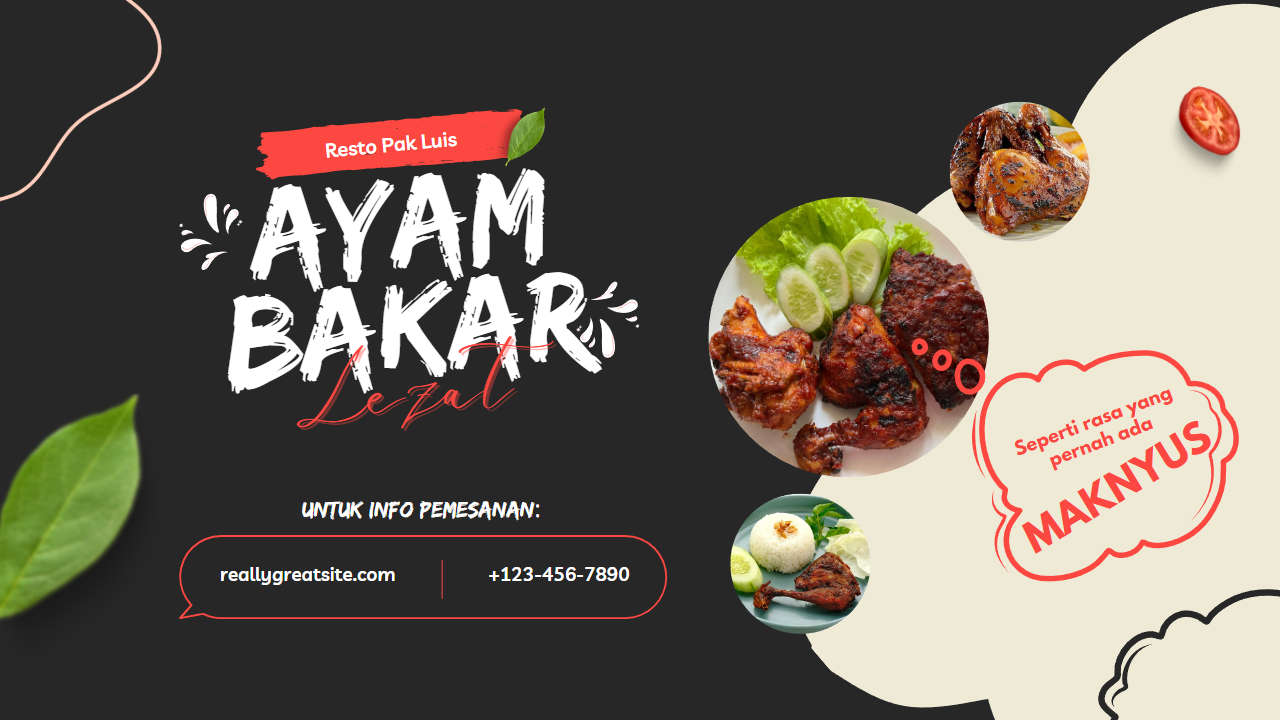 Resto Pak Luis
AYAM
BAKAR
Lezat
UNTUK INFO PEMESANAN:
reallygreatsite.com
+123-456-7890
Seperti rasa yang
pernah ada
MAKNYUS